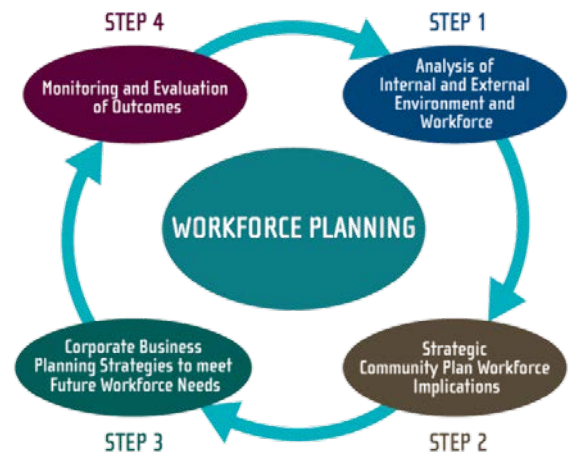 STEP 4
Monitoring and Evaluation
of Outcomes
STEP 1
Analysis of
Internal and External
Environment and
Workforce
WORKFORCE PLANNING
Corporate Business
Planning Strategies to meet
Future Workforce Needs
STEP 3
Strategic
Community Plan Workforce
Implications
STEP 2